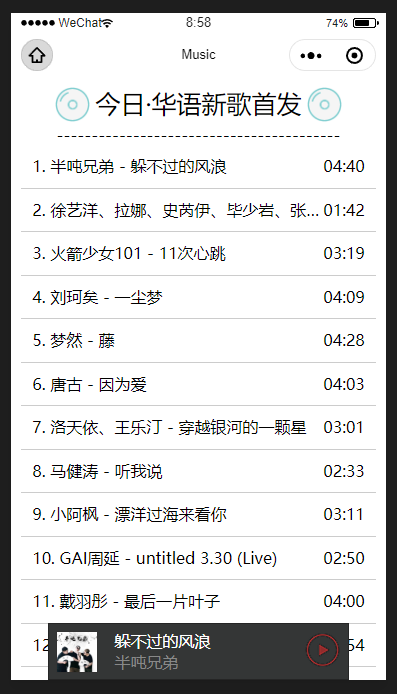 WeChat 8:58 74%
Music
今日·华语新歌首发
1. 半吨兄弟 - 躲不过的风浪 04:40
2. 徐艺洋、拉娜、史芮伊、毕少岩、张... 01:42
3. 火箭少女101 - 11次心跳 03:19
4. 刘珂矣 - 一尘梦 04:09
5. 梦然 - 藤 04:28
6. 唐古 - 因为爱 04:03
7. 洛天依、王乐汀 - 穿越银河的一颗星 03:01
8. 马健涛 - 听我说 02:33
9. 小阿枫 - 漂洋过海来看你 03:11
10. GAI周延 - untitled 3.30 (Live) 02:50
11. 戴羽彤 - 最后一片叶子 04:00
12 54
躲不过的风浪
半吨兄弟